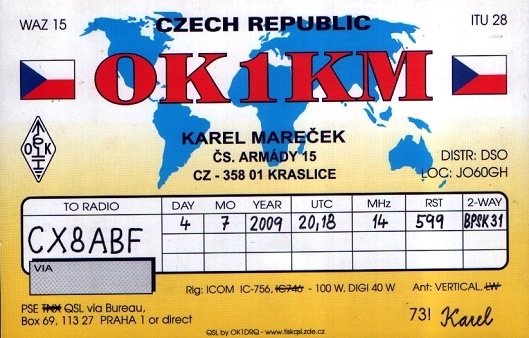 WAZ 15
CZECH REPUBLIC
ITU 28
OK1KM
OK
KAREL MAREČEK
ČS. ARMÁDY 15
CZ - 358 01 KRASLICE
DISTR: DSO
LOC: JO60GH
TO RADIO DAY MO YEAR UTC MHz RST 2-WAY
CX8ABF 4 7 2009 20,18 14 599 BPSK31
VIA
Rig: ICOM IC-756, IC746 - 100 W, DIGI 40 W Ant: VERTICAL, LW
PSE TNX QSL via Bureau,
Box 69, 113 27 PRAHA 1 or direct
73! Karel
QSL by OK1DRQ - www.fiskqsl.zde.cz